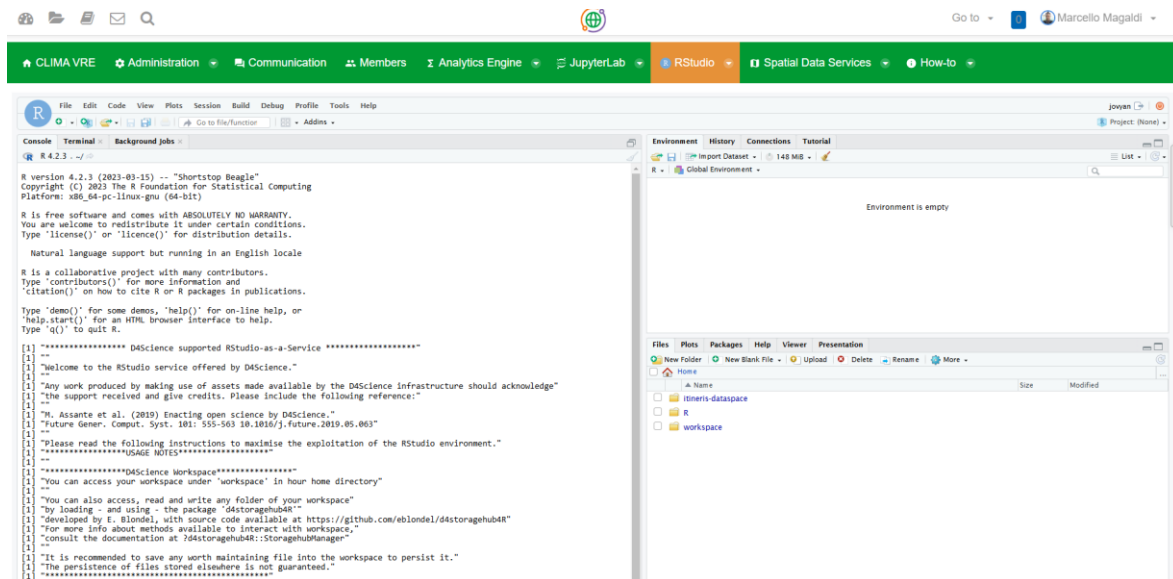 Go to
0
Marcello Magaldi
CLIMA VRE
Administration
Communication
Members
Analytics Engine
JupyterLab
RStudio
Spatial Data Services
How-to
R
File Edit Code View Plots Session Build Debug Profile Tools Help
jovyan
Go to file/function
Addins
Project: (None)
Console Terminal Background Jobs
R 4.2.3 . ~/
R version 4.2.3 (2023-03-15) -- "Shortstop Beagle"
Copyright (C) 2023 The R Foundation for Statistical Computing
Platform: x86_64-pc-linux-gnu (64-bit)
R is free software and comes with ABSOLUTELY NO WARRANTY.
You are welcome to redistribute it under certain conditions.
Type 'license()' or 'licence()' for distribution details.
Natural language support but running in an English locale
R is a collaborative project with many contributors.
Type 'contributors()' for more information and
'citation()' on how to cite R or R packages in publications.
Type 'demo()' for some demos, 'help()' for on-line help, or
'help.start()' for an HTML browser interface to help.
Type 'q()' to quit R.
[1] "***************** D4Science supported RStudio-as-a-Service *******************"
[1] ""
[1] "Welcome to the RStudio service offered by D4Science."
[1] ""
[1] "Any work produced by making use of assets made available by the D4Science infrastructure should acknowledge"
[1] "the support received and give credits. Please include the following reference:"
[1] ""
[1] "M. Assante et al. (2019) Enacting open science by D4Science."
[1] "Future Gener. Comput. Syst. 101: 555-563 10.1016/j.future.2019.05.063"
[1] ""
[1] "Please read the following instructions to maximise the exploitation of the RStudio environment."
[1] "******************USAGE NOTES*******************"
[1] ""
[1] "******************D4Science Workspace*****************"
[1] "You can access your workspace under 'workspace' in hour home directory"
[1] ""
[1] "You can also access, read and write any folder of your workspace"
[1] "by loading - and using - the package 'd4storagehub4R'"
[1] "developed by E. Blondel, with source code available at https://github.com/eblondel/d4storagehub4R"
[1] "For more info about methods available to interact with workspace,"
[1] "consult the documentation at ?d4storagehub4R::StoragehubManager"
[1] ""
[1] "It is recommended to save any worth maintaining file into the workspace to persist it."
[1] "The persistence of files stored elsewhere is not guaranteed."
[1] "*********************************************"
Environment History Connections Tutorial
Import Dataset 148 MiB List
R Global Environment
Environment is empty
Files Plots Packages Help Viewer Presentation
New Folder New Blank File Upload Delete Rename More
Home
Name Size Modified
itineris-dataspace
R
workspace